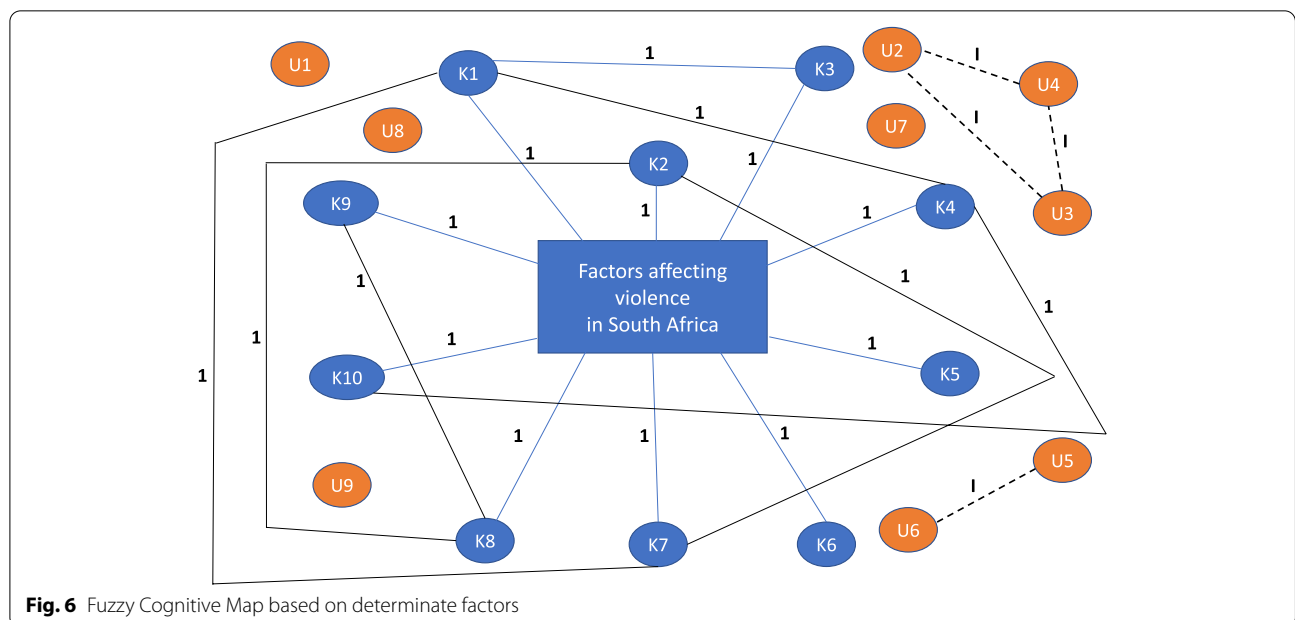 U1
K1
1
K3
U2
I
U4
U8
1
U7
I
I
1
K2
1
K9
1
1
K4
1
U3
1
Factors affecting
violence
in South Africa
1
1
1
1
K10
1
1
K5
1
1
1
1
U9
U5
I
K8
K7
K6
U6
Fig. 6 Fuzzy Cognitive Map based on determinate factors